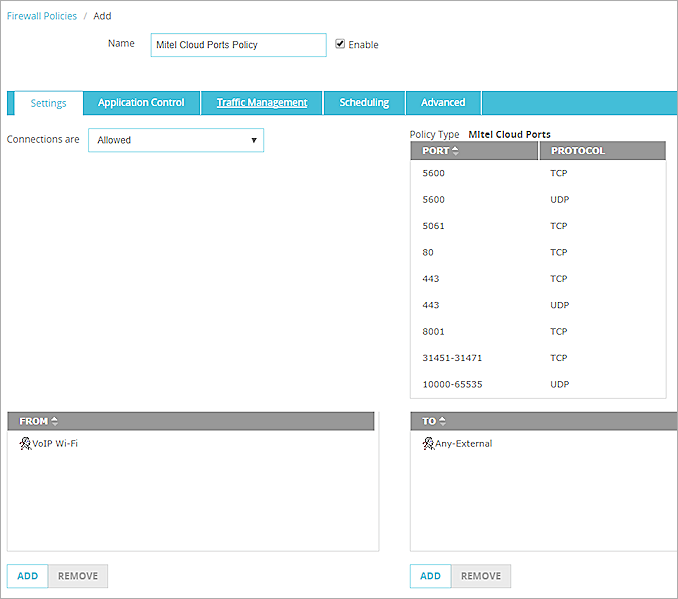 Firewall Policies / Add
Name Mitel Cloud Ports Policy Enable
Settings Application Control Traffic Management Scheduling Advanced
Connections are Allowed
Policy Type Mitel Cloud Ports
PORT PROTOCOL
5600 TCP
5600 UDP
5061 TCP
80 TCP
443 TCP
443 UDP
8001 TCP
31451-31471 TCP
10000-65535 UDP
FROM
VoIP Wi-Fi
ADD REMOVE
TO
Any-External
ADD REMOVE